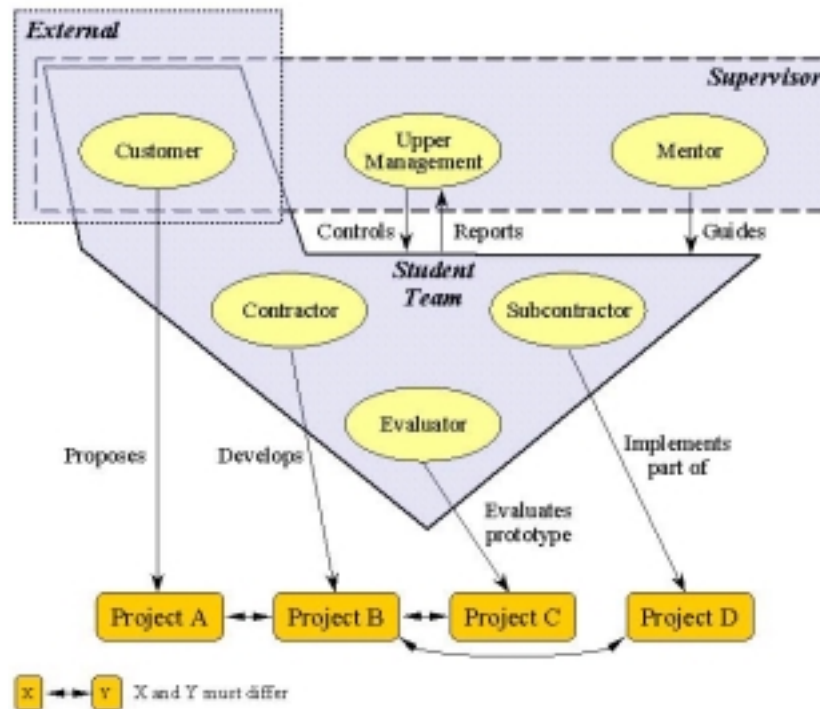 External
Supervisor
Customer
Upper
Management
Mentor
Controls
Reports
Guides
Student
Team
Contractor
Subcontractor
Evaluator
Proposes
Develops
Implements
part of
Evaluates
prototype
Project A
Project B
Project C
Project D
X
Y
X and Y must differ